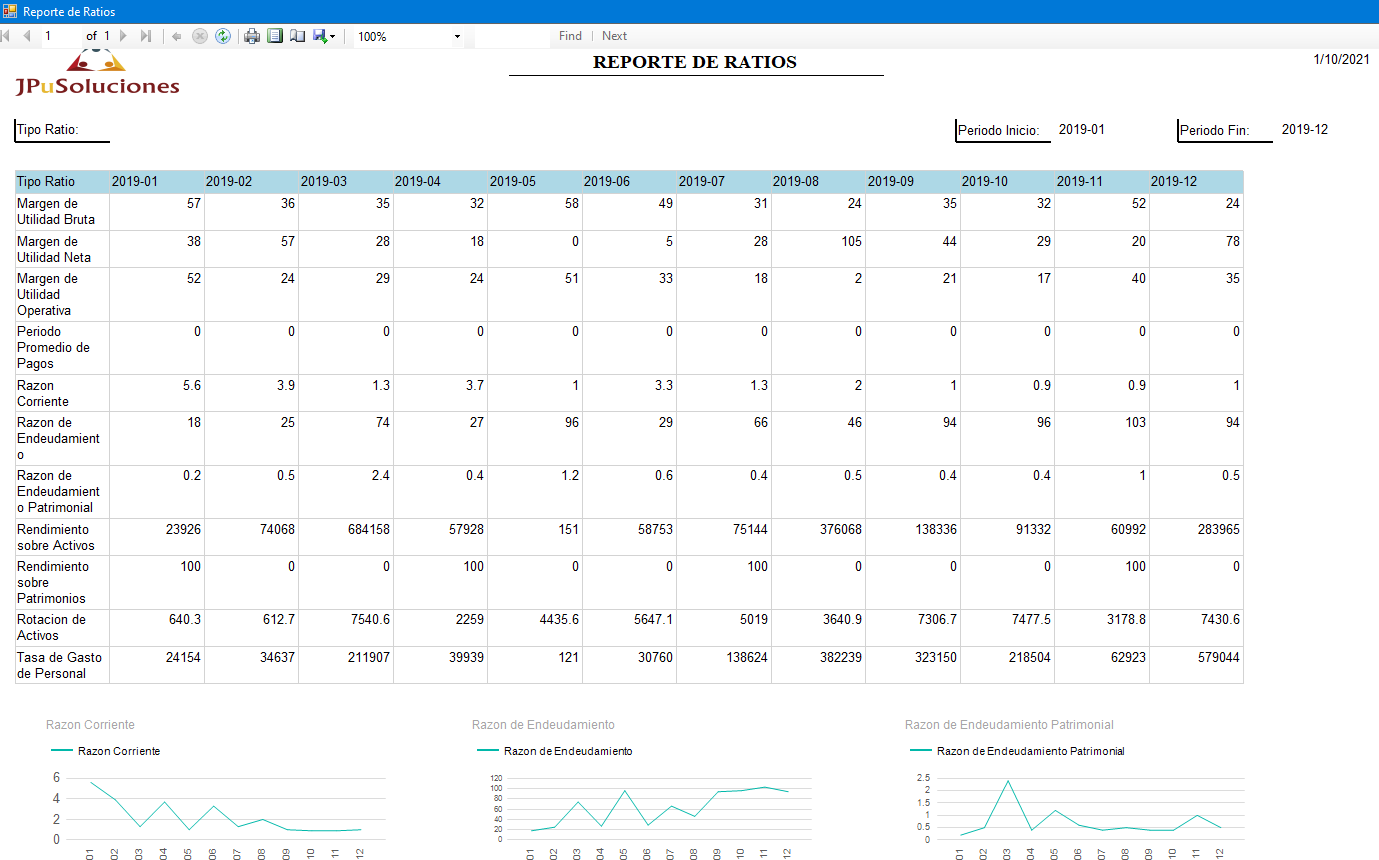 Reporte de Ratios
1 of 1 100% Find Next
JPuSoluciones
REPORTE DE RATIOS
1/10/2021
Tipo Ratio:
Periodo Inicio: 2019-01
Periodo Fin: 2019-12
Tipo Ratio 2019-01 2019-02 2019-03 2019-04 2019-05 2019-06 2019-07 2019-08 2019-09 2019-10 2019-11 2019-12
Margen de 57 36 35 32 58 49 31 24 35 32 52 24
Utilidad Bruta
Margen de 38 57 28 18 0 5 28 105 44 29 20 78
Utilidad Neta
Margen de 52 24 29 24 51 33 18 2 21 17 40 35
Utilidad
Operativa
Periodo 0 0 0 0 0 0 0 0 0 0 0 0
Promedio de
Pagos
Razon 5.6 3.9 1.3 3.7 1 3.3 1.3 2 1 0.9 0.9 1
Corriente
Razon de 18 25 74 27 96 29 66 46 94 96 103 94
Endeudamient
o
Razon de 0.2 0.5 2.4 0.4 1.2 0.6 0.4 0.5 0.4 0.4 1 0.5
Endeudamient
o Patrimonial
Rendimiento 23926 74068 684158 57928 151 58753 75144 376068 138336 91332 60992 283965
sobre Activos
Rendimiento 100 0 0 100 0 0 100 0 0 0 100 0
sobre
Patrimonios
Rotacion de 640.3 612.7 7540.6 2259 4435.6 5647.1 5019 3640.9 7306.7 7477.5 3178.8 7430.6
Activos
Tasa de Gasto 24154 34637 211907 39939 121 30760 138624 382239 323150 218504 62923 579044
de Personal
Razon Corriente
Razon Corriente
6
4
2
0
01 02 03 04 05 06 07 08 09 10 11 12
Razon de Endeudamiento
Razon de Endeudamiento
120
100
80
60
40
20
0
01 02 03 04 05 06 07 08 09 10 11 12
Razon de Endeudamiento Patrimonial
Razon de Endeudamiento Patrimonial
2.5
2
1.5
1
0.5
0
01 02 03 04 05 06 07 08 09 10 11 12